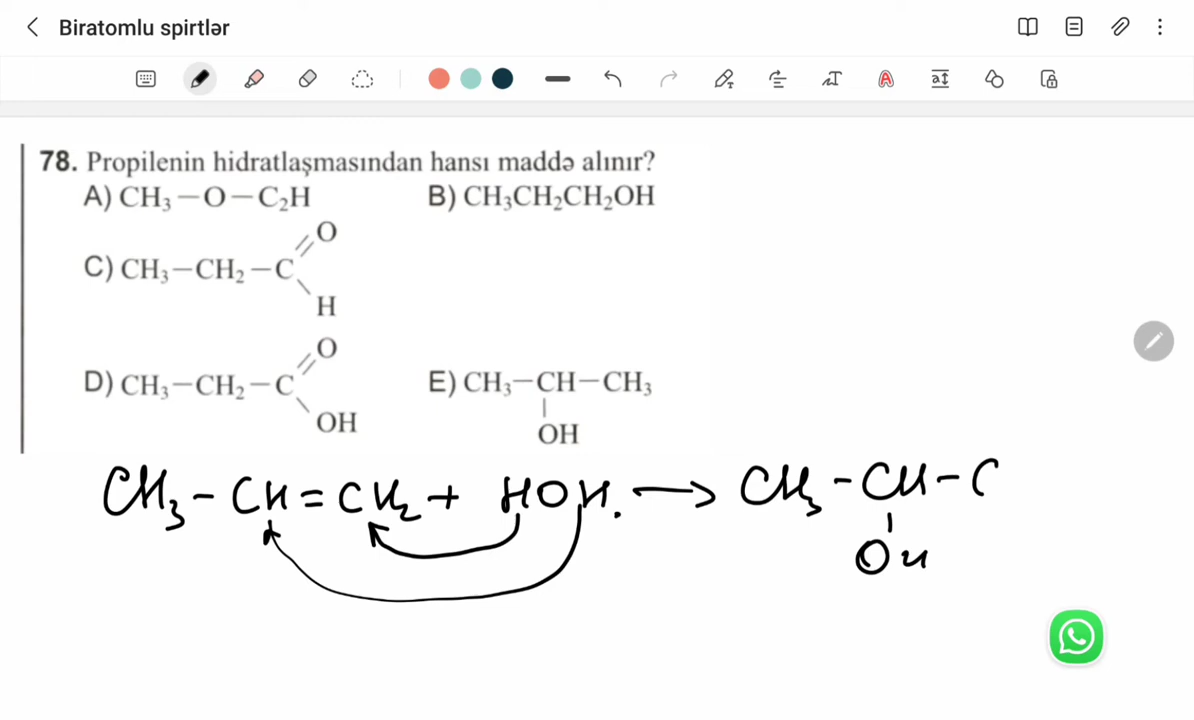 Biratomlu spirtlər
78. Propilenin hidratlaşmasından hansı maddə alınır?
A) CH₃—O—C₂H B) CH₃CH₂CH₂OH
O
C) CH₃—CH₂—C
H
O
D) CH₃—CH₂—C E) CH₃—CH—CH₃
OH OH
CH₃ - CH = CH₂ + HOH. → CH₃ - CH - C
OH